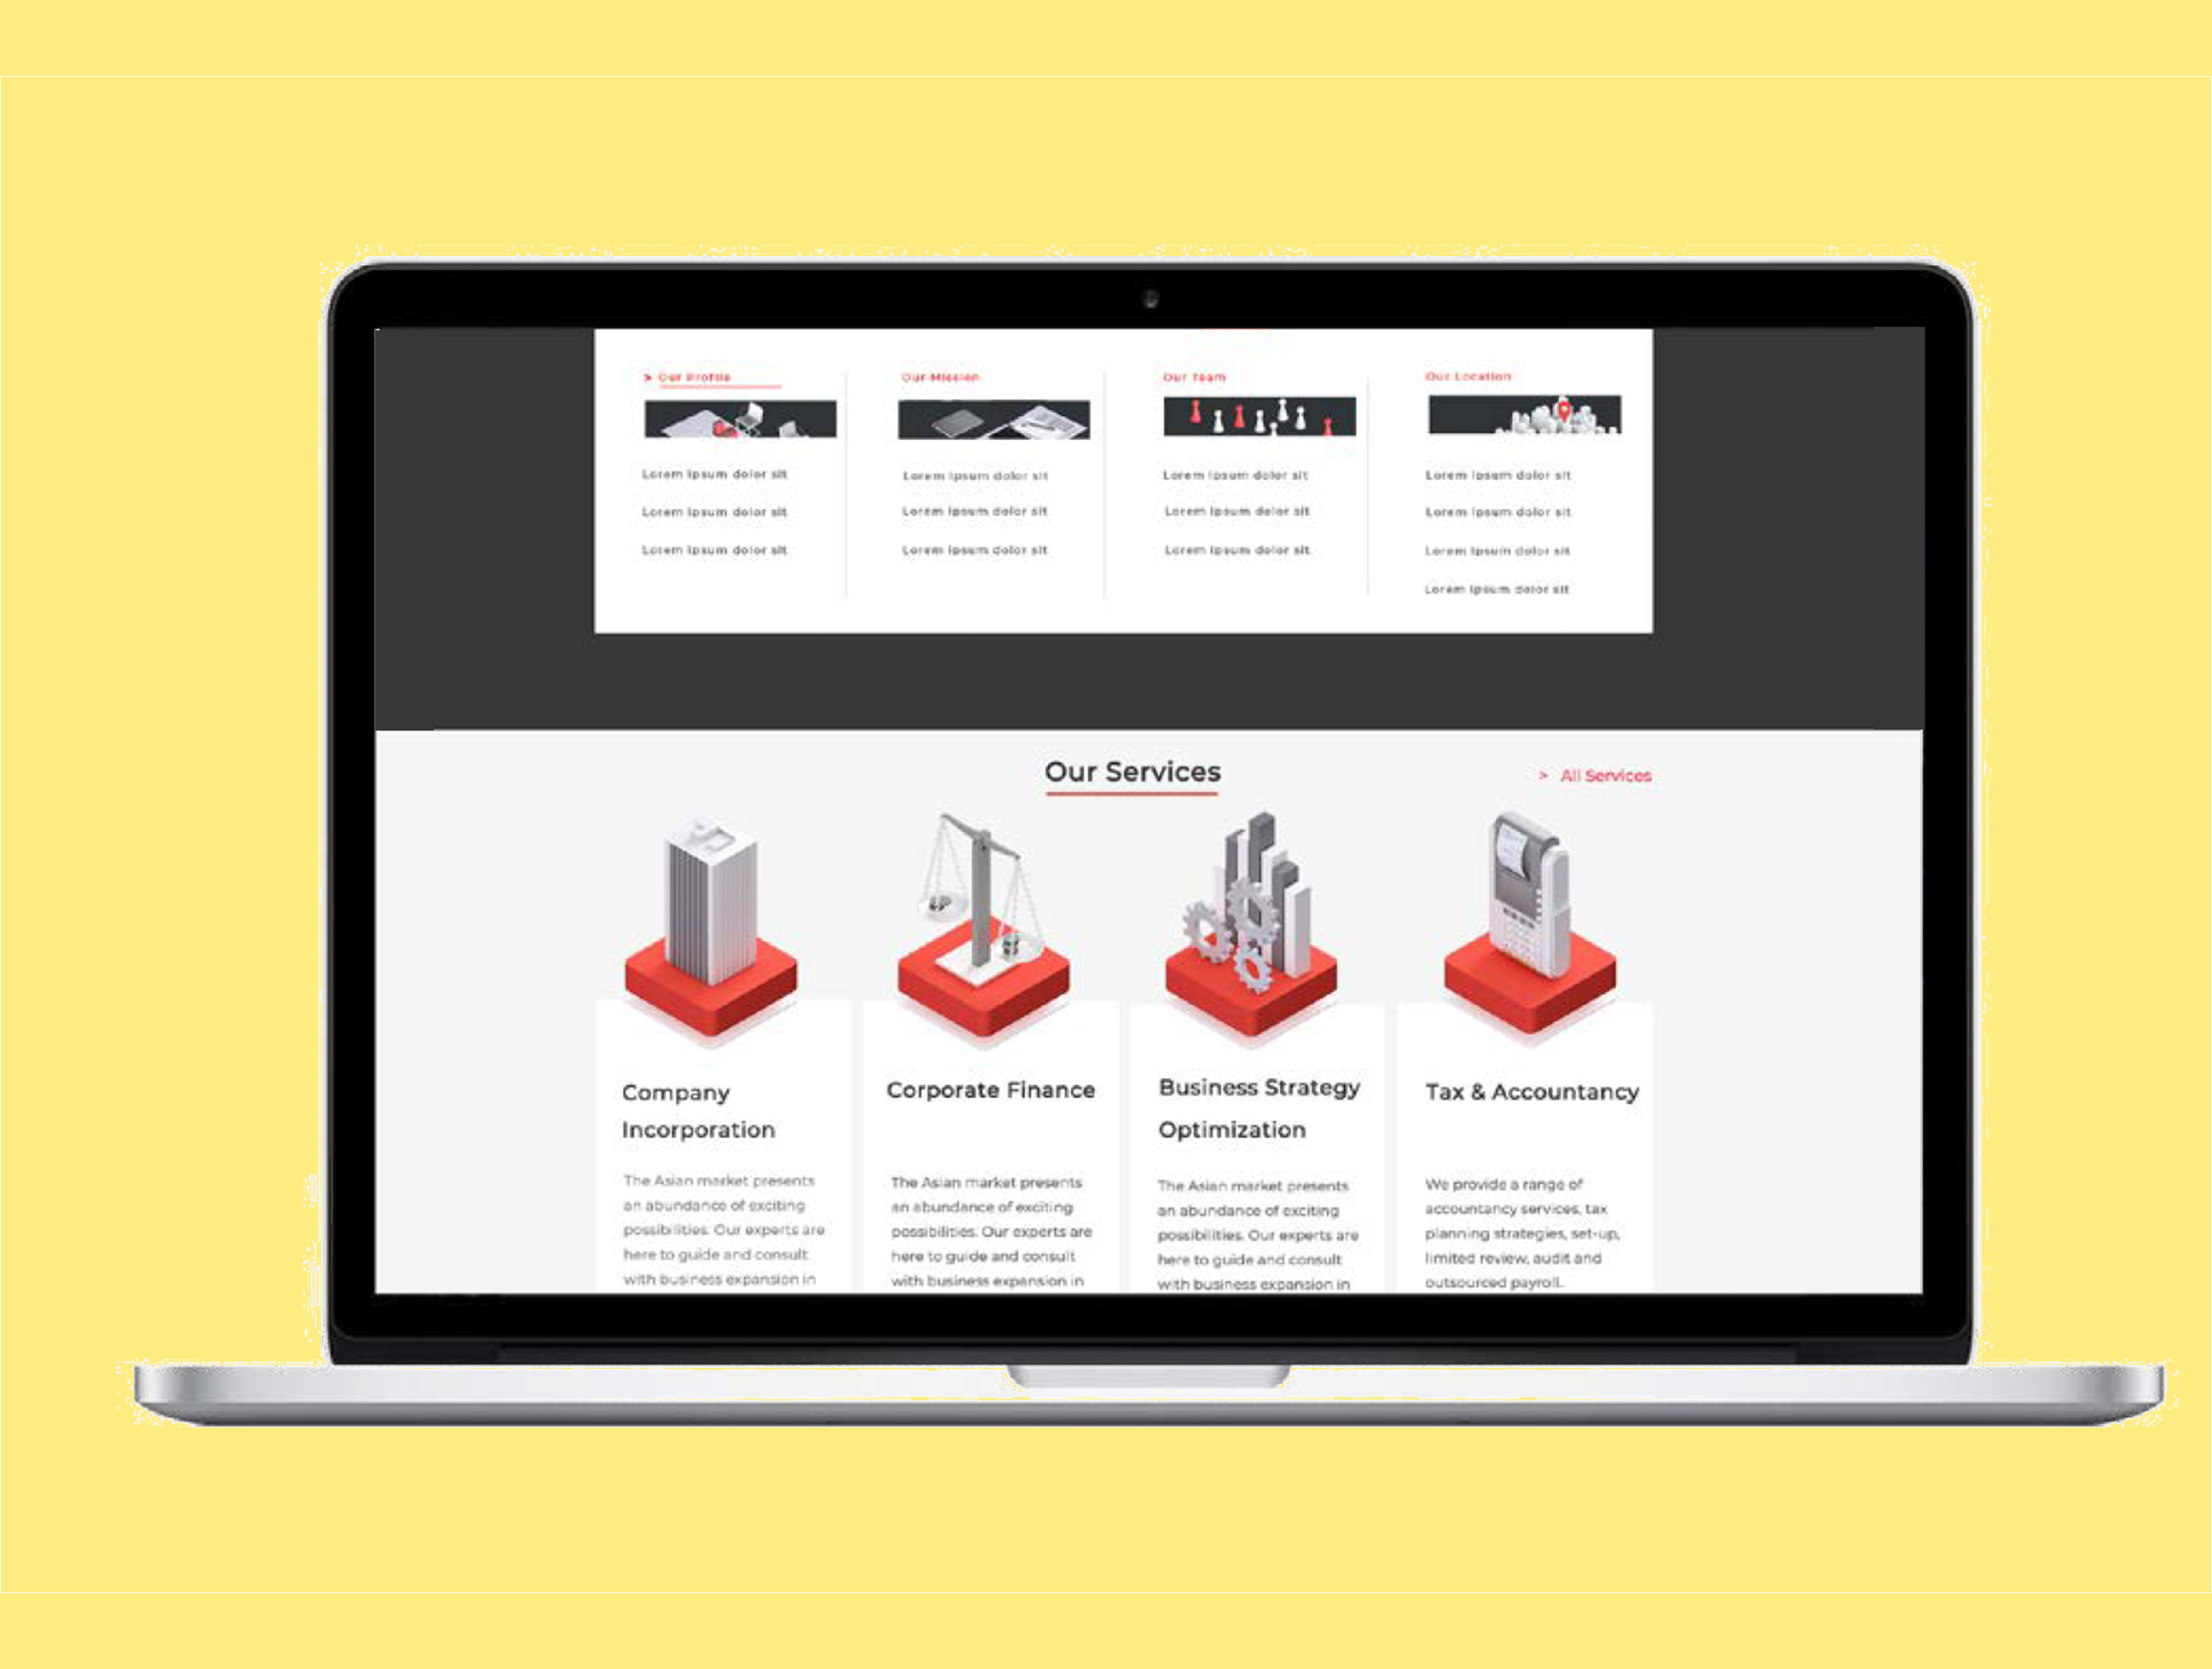 > Our Profile
Our Mission
Our Team
Our Location
Lorem Ipsum dolor sit
Lorem Ipsum dolor sit
Lorem Ipsum dolor sit
Lorem Ipsum dolor sit
Lorem Ipsum dolor sit
Lorem Ipsum dolor sit
Lorem Ipsum dolor sit
Lorem Ipsum dolor sit
Lorem Ipsum dolor sit
Lorem Ipsum dolor sit
Lorem Ipsum dolor sit
Lorem Ipsum dolor sit
Lorem Ipsum dolor sit
Our Services
> All Services
Company
Incorporation
The Asian market presents
an abundance of exciting
possibilities. Our experts are
here to guide and consult
with business expansion in
Corporate Finance
The Asian market presents
an abundance of exciting
possibilities. Our experts are
here to guide and consult
with business expansion in
Business Strategy
Optimization
The Asian market presents
an abundance of exciting
possibilities. Our experts are
here to guide and consult
with business expansion in
Tax & Accountancy
We provide a range of
accountancy services, tax
planning strategies, set-up,
limited review, audit and
outsourced payroll.